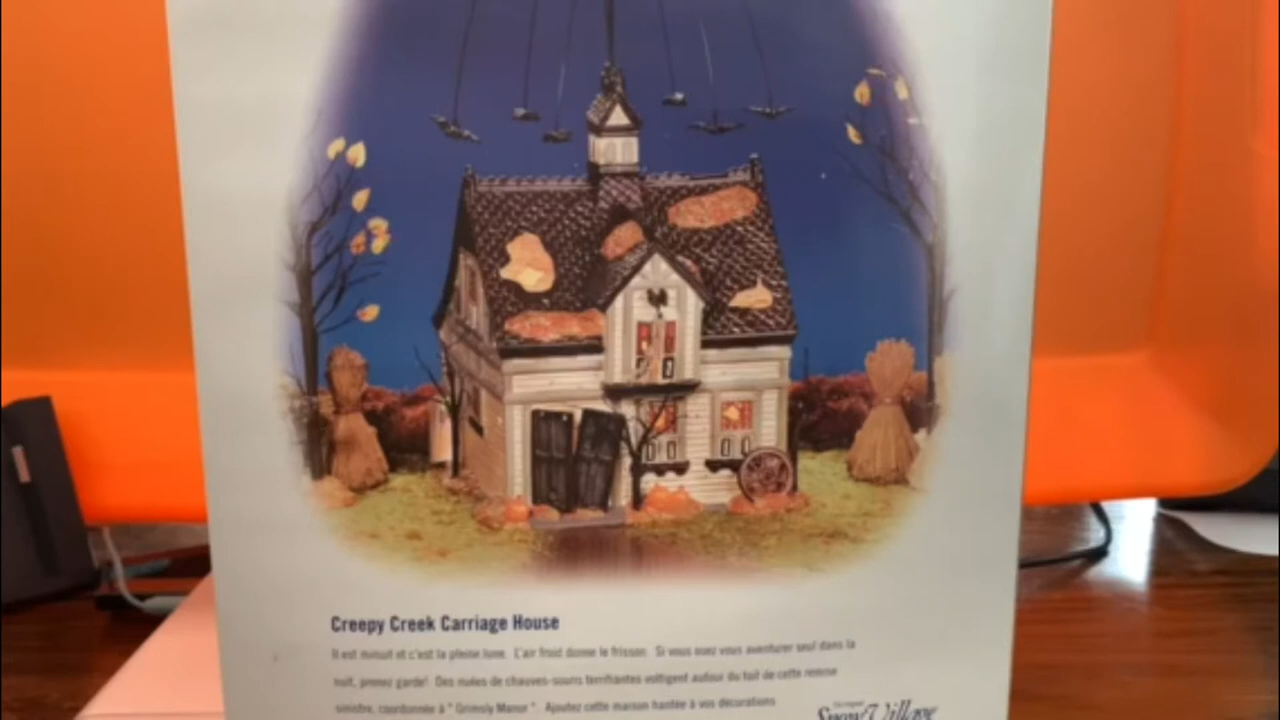 Creepy Creek Carriage House
Il est minuit et c'est la pleine lune. L'air froid donne le frisson. Si vous osez vous aventurer seul dans la
nuit, prenez garde! Des nuées de chauves-souris terrifiantes voltigent autour du toit de cette remise
sinistre, coordonnée à " Grimsly Manor ". Ajoutez cette maison hantée à vos décorations
Snow Village